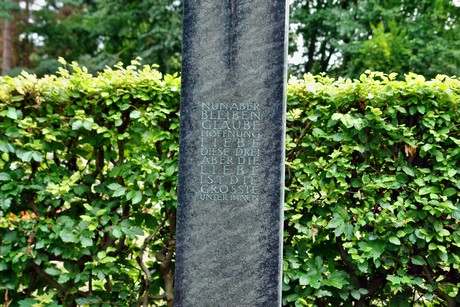 NUN ABER
BLEIBEN
GLAUBE
HOFFNUNG
LIEBE
DIESE DREI
ABER DIE
LIEBE
IST DIE
GRÖSSTE
UNTER IHNEN